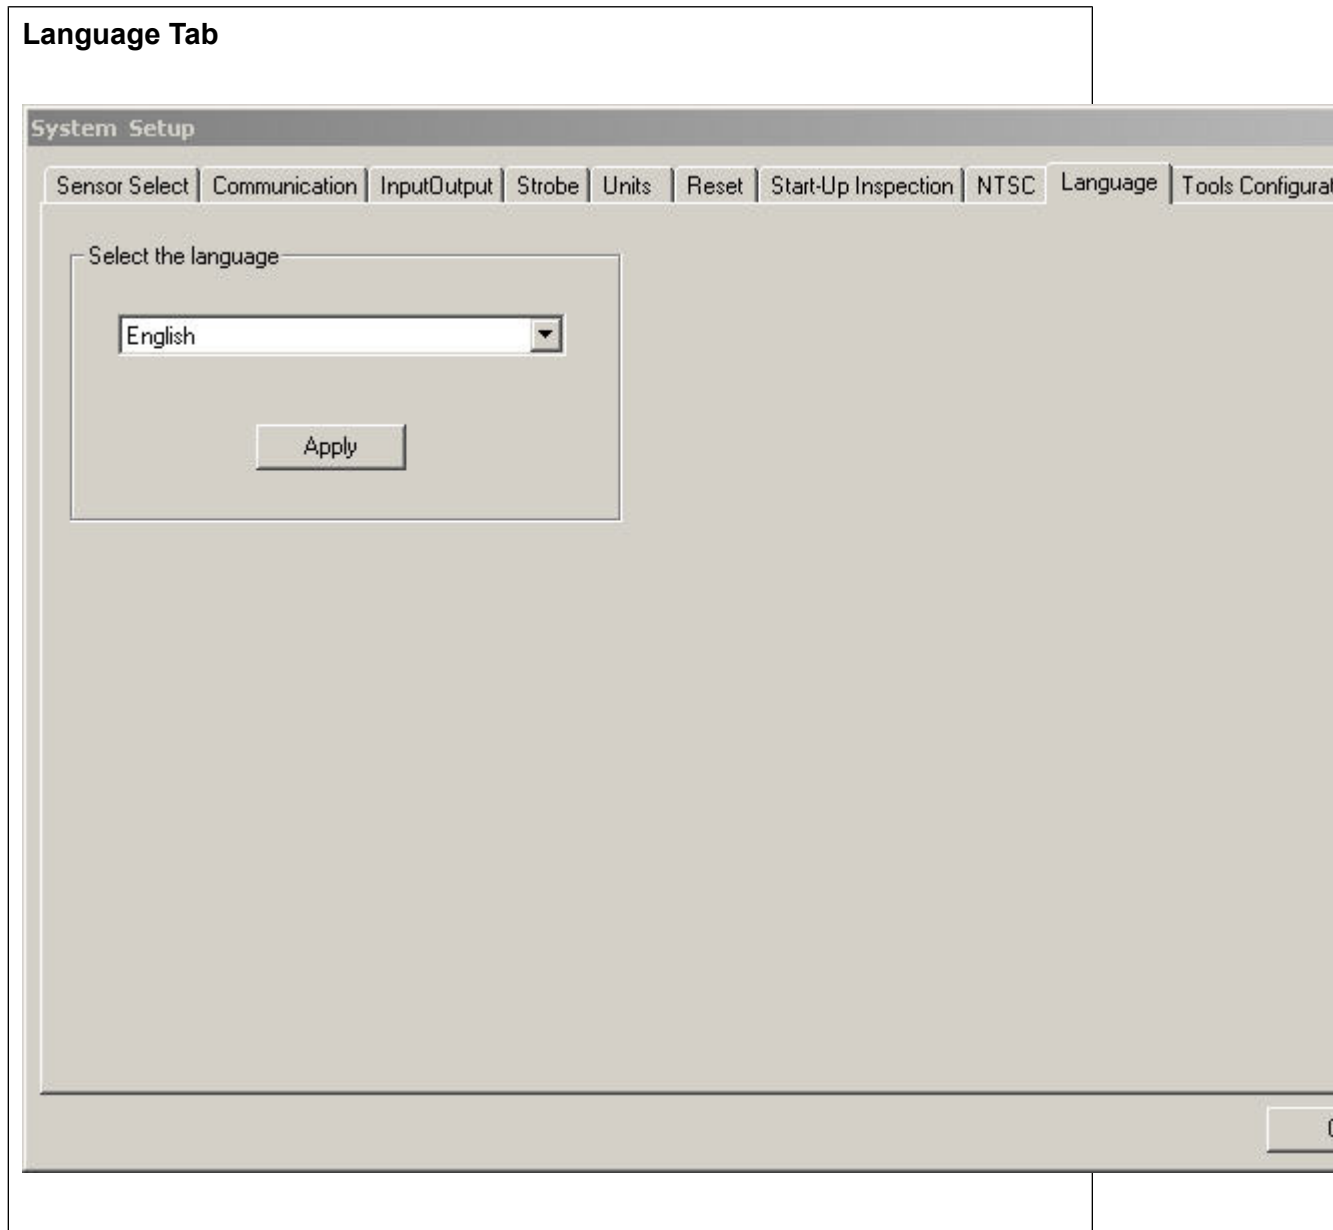 Language Tab
System Setup
Sensor Select Communication InputOutput Strobe Units Reset Start-Up Inspection NTSC Language Tools
Select the language
English
Apply